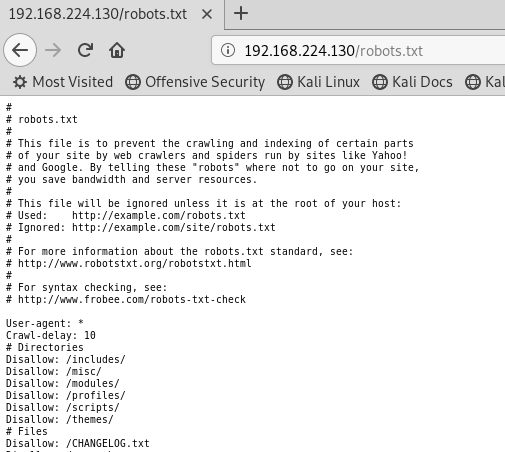 192.168.224.130/robots.txt
192.168.224.130/robots.txt
Most Visited Offensive Security Kali Linux Kali Docs Kal
#
# robots.txt
#
# This file is to prevent the crawling and indexing of certain parts
# of your site by web crawlers and spiders run by sites like Yahoo!
# and Google. By telling these "robots" where not to go on your site,
# you save bandwidth and server resources.
#
# This file will be ignored unless it is at the root of your host:
# Used:    http://example.com/robots.txt
# Ignored: http://example.com/site/robots.txt
#
# For more information about the robots.txt standard, see:
# http://www.robotstxt.org/robotstxt.html
#
# For syntax checking, see:
# http://www.frobee.com/robots-txt-check
User-agent: *
Crawl-delay: 10
# Directories
Disallow: /includes/
Disallow: /misc/
Disallow: /modules/
Disallow: /profiles/
Disallow: /scripts/
Disallow: /themes/
# Files
Disallow: /CHANGELOG.txt